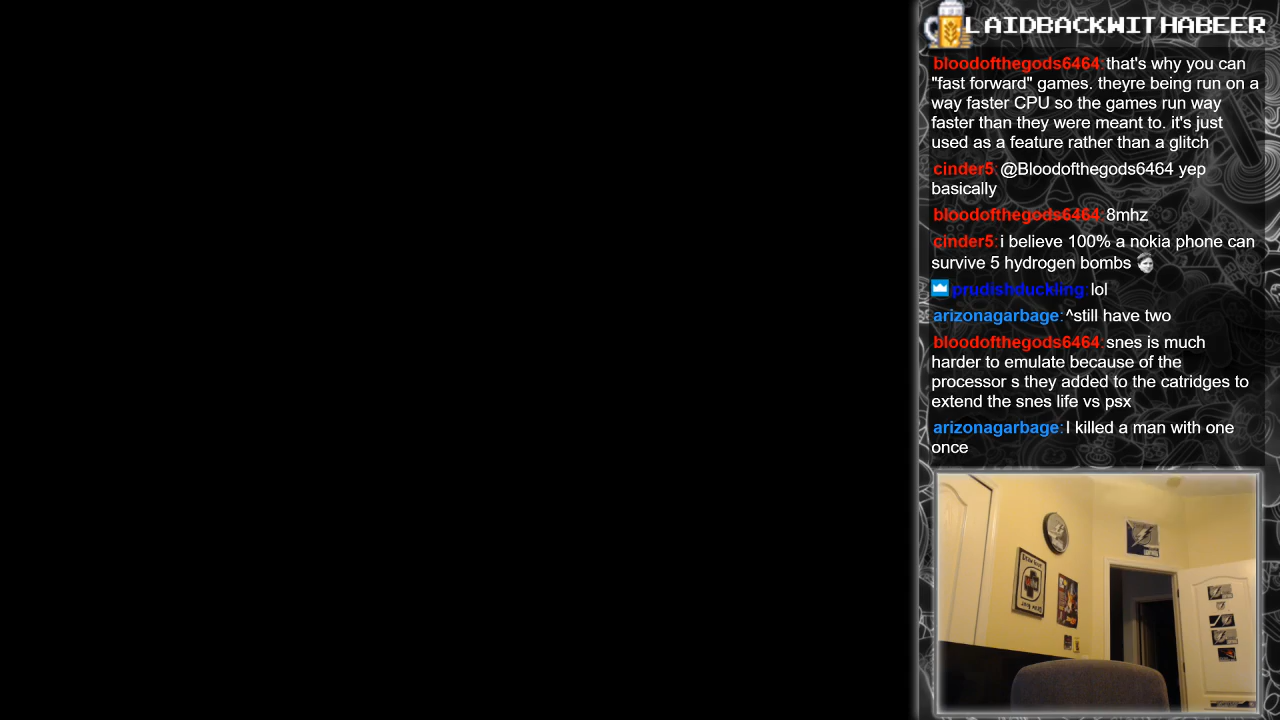 LAIDBACKWITHABEER
bloodofthegods6464: that's why you can
"fast forward" games. theyre being run on a
way faster CPU so the games run way
faster than they were meant to. it's just
used as a feature rather than a glitch
cinder5: @Bloodofthegods6464 yep
basically
bloodofthegods6464: 8mhz
cinder5: i believe 100% a nokia phone can
survive 5 hydrogen bombs
prudishduckling: lol
arizonagarbage: ^still have two
bloodofthegods6464: snes is much
harder to emulate because of the
processor s they added to the catridges to
extend the snes life vs psx
arizonagarbage: I killed a man with one
once